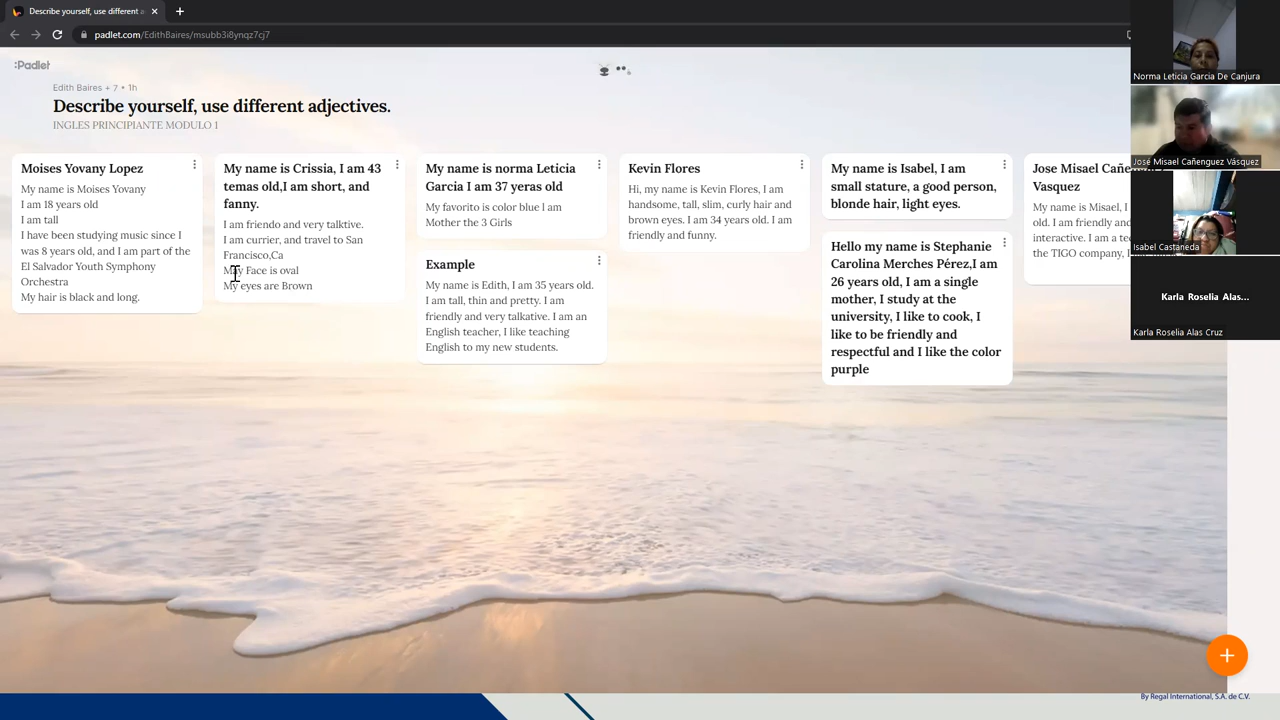 Describe yourself, use different a
padlet.com/EdithBaires/msubb3i8ynqz7cj7
:Padlet
Edith Baires + 7 • 1h
Describe yourself, use different adjectives.
INGLES PRINCIPIANTE MODULO 1
Moises Yovany Lopez
My name is Moises Yovany
I am 18 years old
I am tall
I have been studying music since I
was 8 years old, and I am part of the
El Salvador Youth Symphony
Orchestra
My hair is black and long.
My name is Crissia, I am 43
temas old,I am short, and
fanny.
I am friendo and very talktive.
I am currier, and travel to San
Francisco,Ca
Face is oval
My eyes are Brown
My name is norma Leticia
Garcia I am 37 yeras old
My favorito is color blue l am
Mother the 3 Girls
Example
My name is Edith, I am 35 years old.
I am tall, thin and pretty. I am
friendly and very talkative. I am an
English teacher, I like teaching
English to my new students.
Kevin Flores
Hi, my name is Kevin Flores, I am
handsome, tall, slim, curly hair and
brown eyes. I am 34 years old. I am
friendly and funny.
My name is Isabel, I am
small stature, a good person,
blonde hair, light eyes.
Hello my name is Stephanie
Carolina Merches Pérez,I am
26 years old, I am a single
mother, I study at the
university, I like to cook, I
like to be friendly and
respectful and I like the color
purple
Jose Misael Cañe
Vasquez
My name is Misael, I
old. I am friendly and
interactive. I am a te
the TIGO company,
Norma Leticia Garcia De Canjura
José Misael Cañenguez Vásquez
Isabel Castaneda
Karla Roselia Alas...
Karla Roselia Alas Cruz
By Regal International, S.A. de C.V.